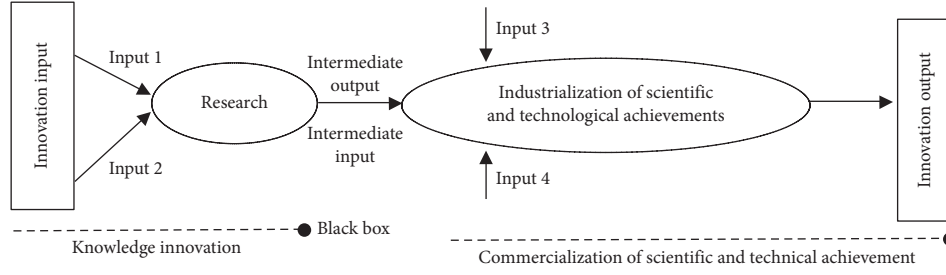 Innovation input
Input 1
Input 2
Research
Intermediate
output
Intermediate
input
Input 3
Industrialization of scientific
and technological achievements
Input 4
Innovation output
Black box
Knowledge innovation
Commercialization of scientific and technical achievement